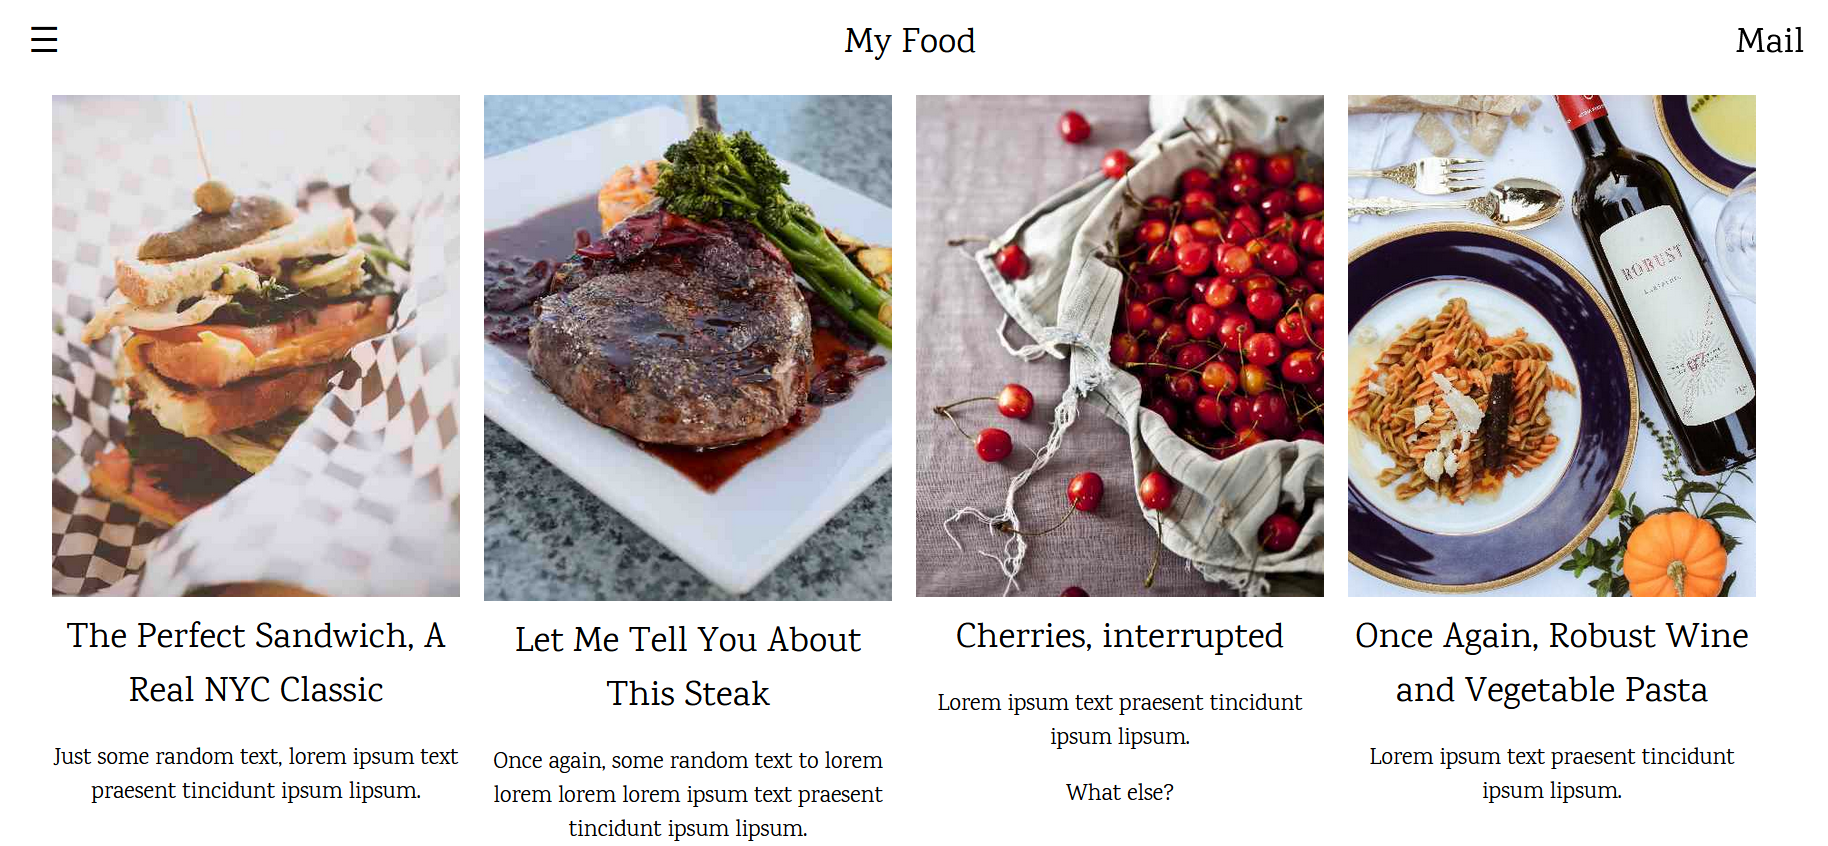 ☰
My Food
Mail
ROBUST
The Perfect Sandwich, A
Real NYC Classic
Just some random text, lorem ipsum text
praesent tincidunt ipsum lipsum.
Let Me Tell You About
This Steak
Once again, some random text to lorem
lorem lorem lorem ipsum text praesent
tincidunt ipsum lipsum.
Cherries, interrupted
Lorem ipsum text praesent tincidunt
ipsum lipsum.
What else?
Once Again, Robust Wine
and Vegetable Pasta
Lorem ipsum text praesent tincidunt
ipsum lipsum.